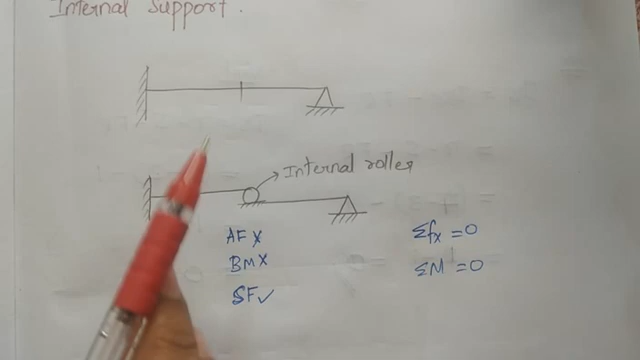 Internal Support.
Internal roller
AF x
BM x
SF ✓
Σfx = 0
ΣM = 0